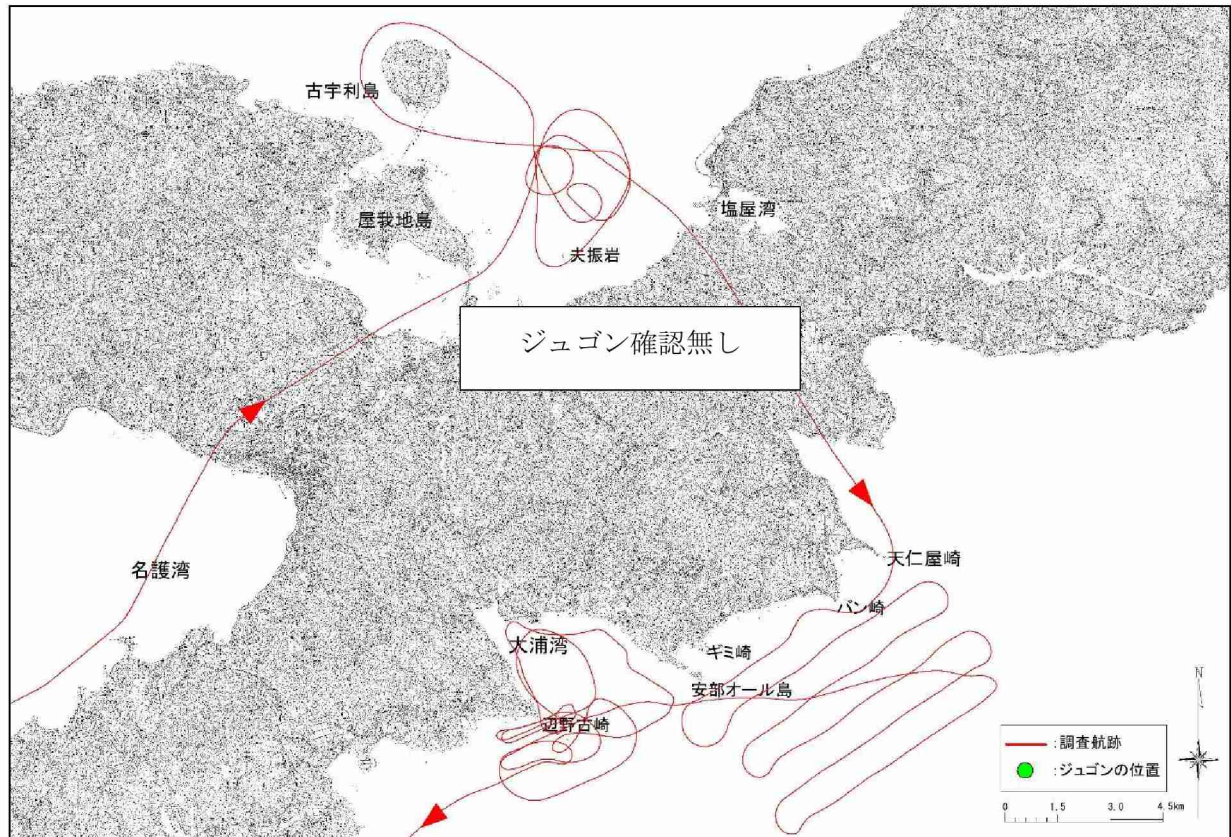 古宇利島
屋我地島
塩屋湾
夫振岩
ジュゴン確認無し
名護湾
天仁屋崎
バン崎
大浦湾
ギミ崎
安部オール島
辺野古崎
N
:調査航跡
:ジュゴンの位置
0 1.5 3.0 4.5km